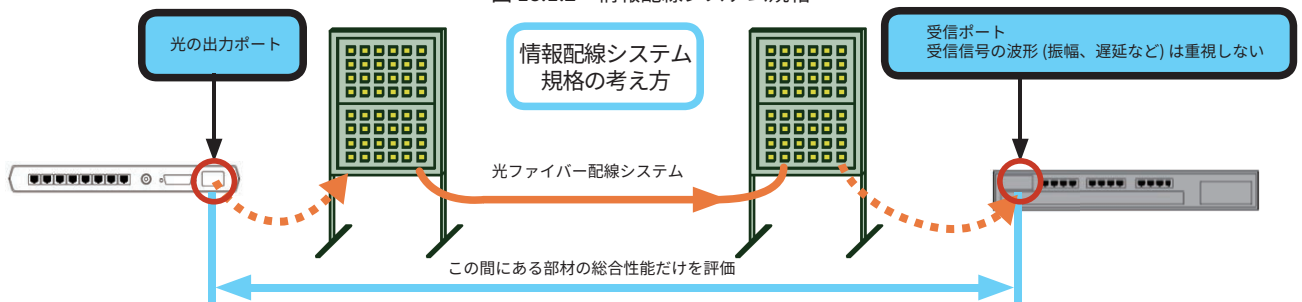 光の出力ポート
情報配線システム
規格の考え方
受信ポート
受信信号の波形 (振幅、遅延など) は重視しない
光ファイバー配線システム
この間にある部材の総合性能だけを評価